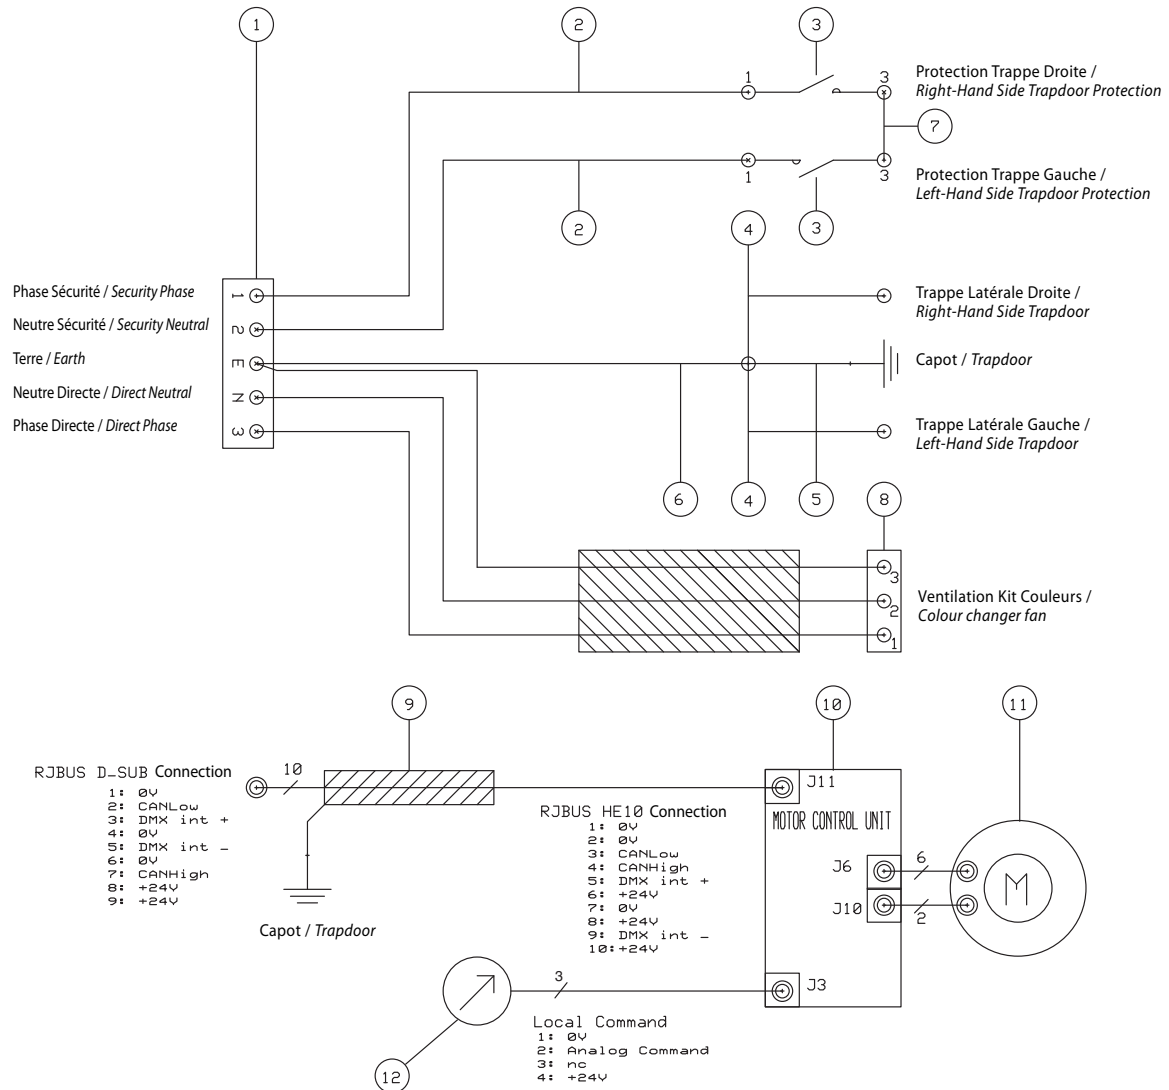 1
2
3
1
3
Protection Trappe Droite /
Right-Hand Side Trapdoor Protection
7
1
3
Protection Trappe Gauche /
Left-Hand Side Trapdoor Protection
2
4
3
Phase Sécurité / Security Phase
1
Trappe Latérale Droite /
Right-Hand Side Trapdoor
Neutre Sécurité / Security Neutral
2
Terre / Earth
E
Capot / Trapdoor
Neutre Directe / Direct Neutral
N
Phase Directe / Direct Phase
3
Trappe Latérale Gauche /
Left-Hand Side Trapdoor
6
4
5
8
3
2
1
Ventilation Kit Couleurs /
Colour changer fan
9
10
11
RJBUS D_SUB Connection
1: 0V
2: CANLow
3: DMX int +
4: 0V
5: DMX int -
6: 0V
7: CANHigh
8: +24V
9: +24V
10
Capot / Trapdoor
RJBUS HE10 Connection
1: 0V
2: 0V
3: CANLow
4: CANHigh
5: DMX int +
6: +24V
7: 0V
8: +24V
9: DMX int -
10: +24V
J11
MOTOR CONTROL UNIT
J6
6
J10
2
M
J3
3
Local Command
1: 0V
2: Analog Command
3: nc
4: +24V
12